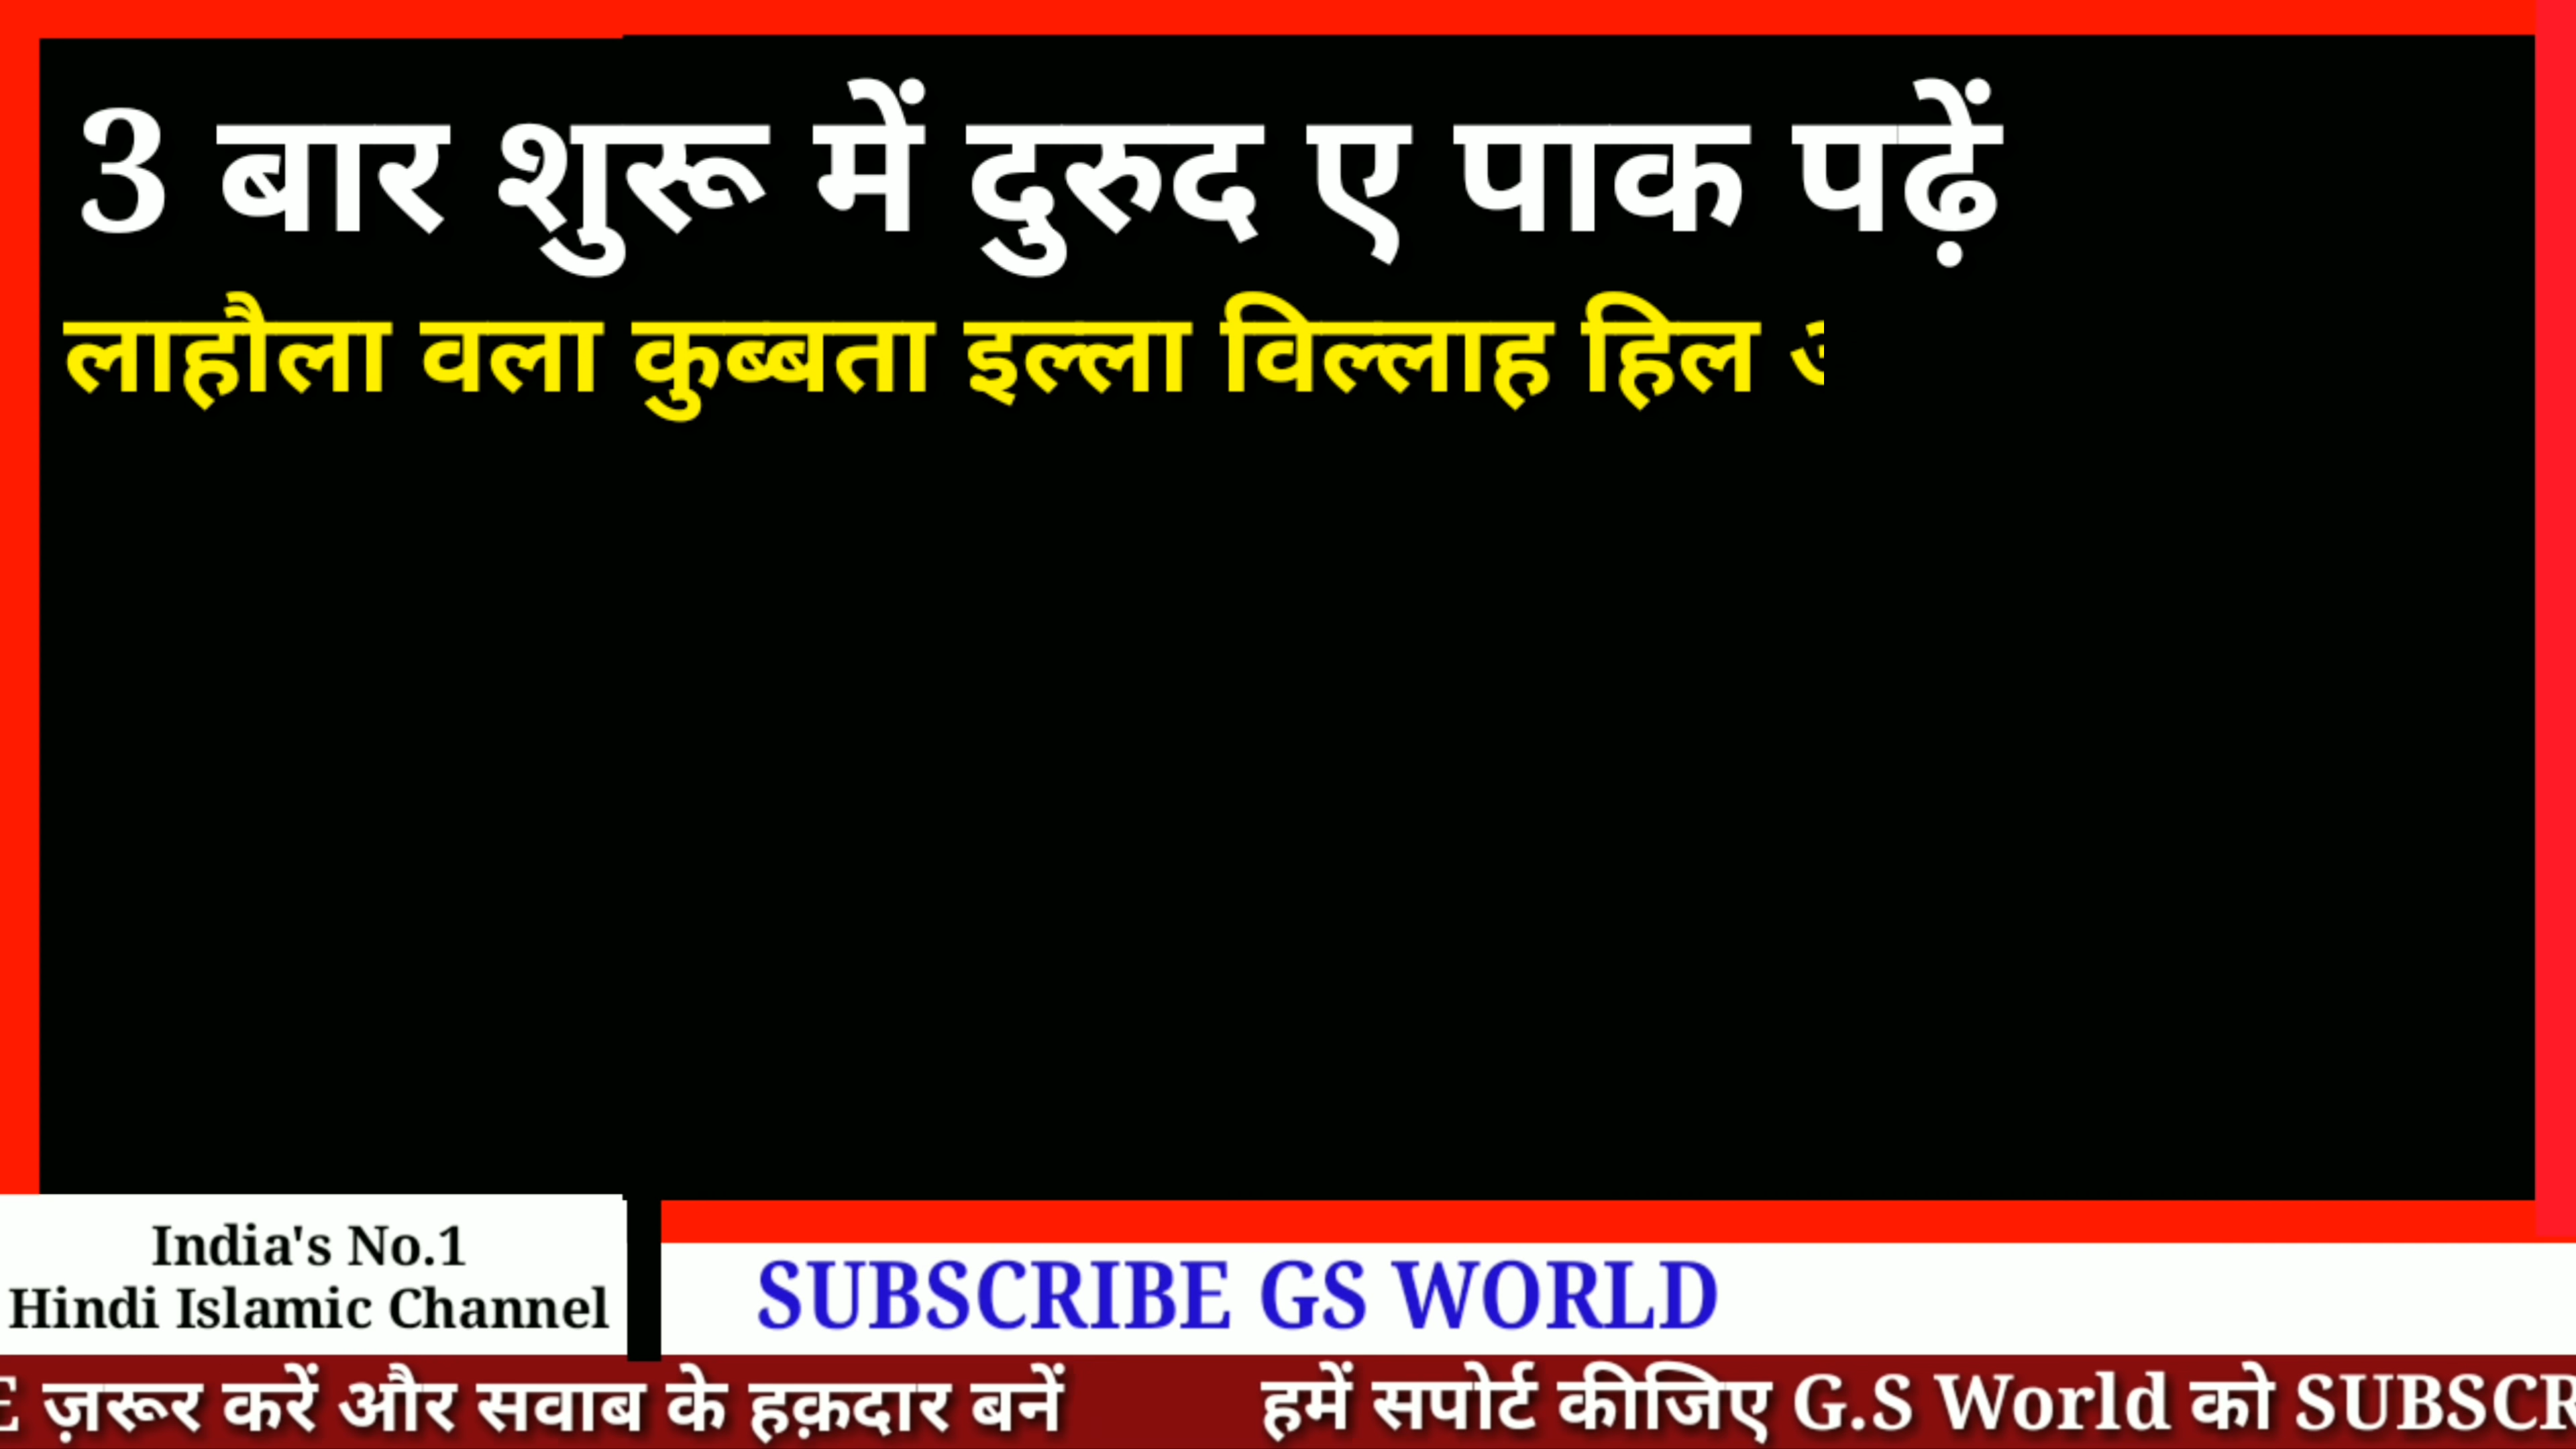 3 बार शुरू में दुरुद ए पाक पढ़ें
लाहौला वला कुब्बता इल्ला विल्लाह हिल
India's No.1
Hindi Islamic Channel
SUBSCRIBE GS WORLD
ज़रूर करें और सवाब के हक़दार बनें हमें सपोर्ट कीजिए G.S World को SUBSCR